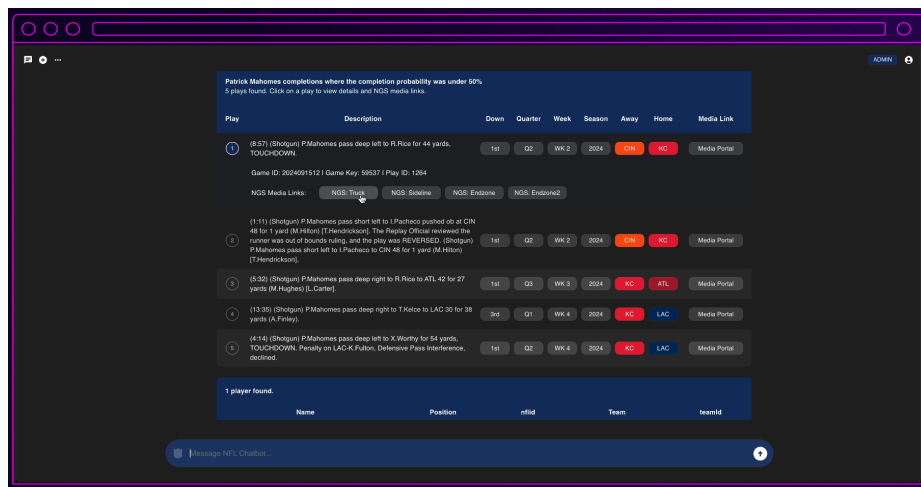 ADMIN
Patrick Mahomes completions where the completion probability was under 50%
5 plays found. Click on a play to view details and NGS media links.
Play Description Down Quarter Week Season Away Home Media Link
1 (8:57) (Shotgun) P.Mahomes pass deep left to R.Rice for 44 yards, 1st Q2 WK 2 2024 CIN KC Media Portal
TOUCHDOWN.
Game ID: 2024091512 | Game Key: 59537 | Play ID: 1264
NGS Media Links: NGS: Truck NGS: Sideline NGS: Endzone NGS: Endzone2
(1:11) (Shotgun) P.Mahomes pass short left to I.Pacheco pushed ob at CIN
48 for 1 yard (M.Hilton) [T.Hendrickson]. The Replay Official reviewed the
2 runner was out of bounds ruling, and the play was REVERSED. (Shotgun) 1st Q2 WK 2 2024 CIN KC Media Portal
P.Mahomes pass short left to I.Pacheco to CIN 48 for 1 yard (M.Hilton)
[T.Hendrickson].
3 (5:32) (Shotgun) P.Mahomes pass deep right to R.Rice to ATL 42 for 27 1st Q3 WK 3 2024 KC ATL Media Portal
yards (M.Hughes) [L.Carter].
4 (13:35) (Shotgun) P.Mahomes pass deep right to T.Kelce to LAC 30 for 38 3rd Q1 WK 4 2024 KC LAC Media Portal
yards (A.Finley).
(4:14) (Shotgun) P.Mahomes pass deep left to X.Worthy for 54 yards,
5 TOUCHDOWN. Penalty on LAC-K.Fulton, Defensive Pass Interference, 1st Q2 WK 4 2024 KC LAC Media Portal
declined.
1 player found.
Name Position nflid Team teamId
Message NFL Chatbot...